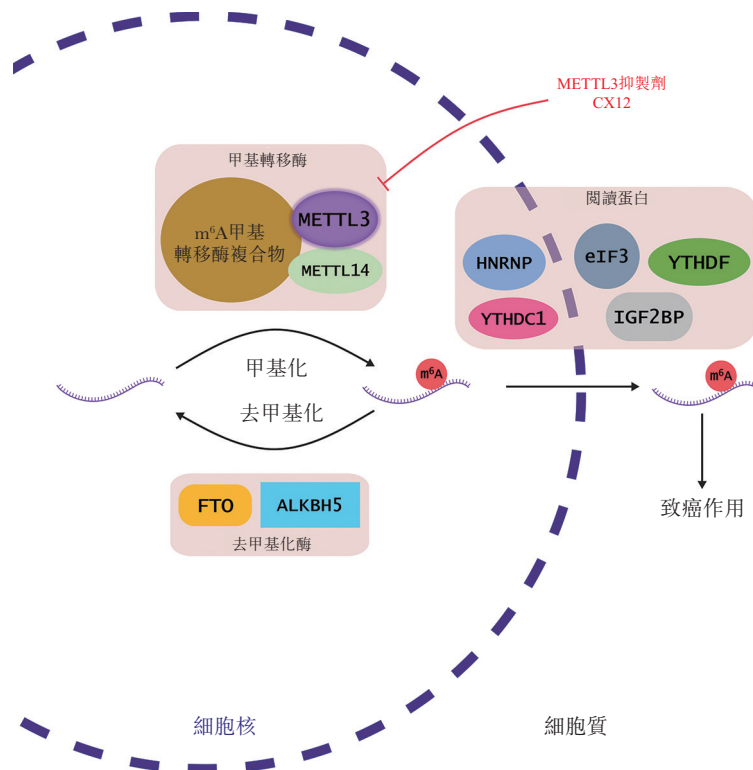 METTL3抑製劑
CX12
甲基轉移酶
m⁶A甲基
轉移酶複合物
METTL3
METTL14
閲讀蛋白
HNRNP
eIF3
YTHDF
YTHDC1
IGF2BP
甲基化
m⁶A
m⁶A
去甲基化
FTO
ALKBH5
去甲基化酶
致癌作用
細胞核
細胞質